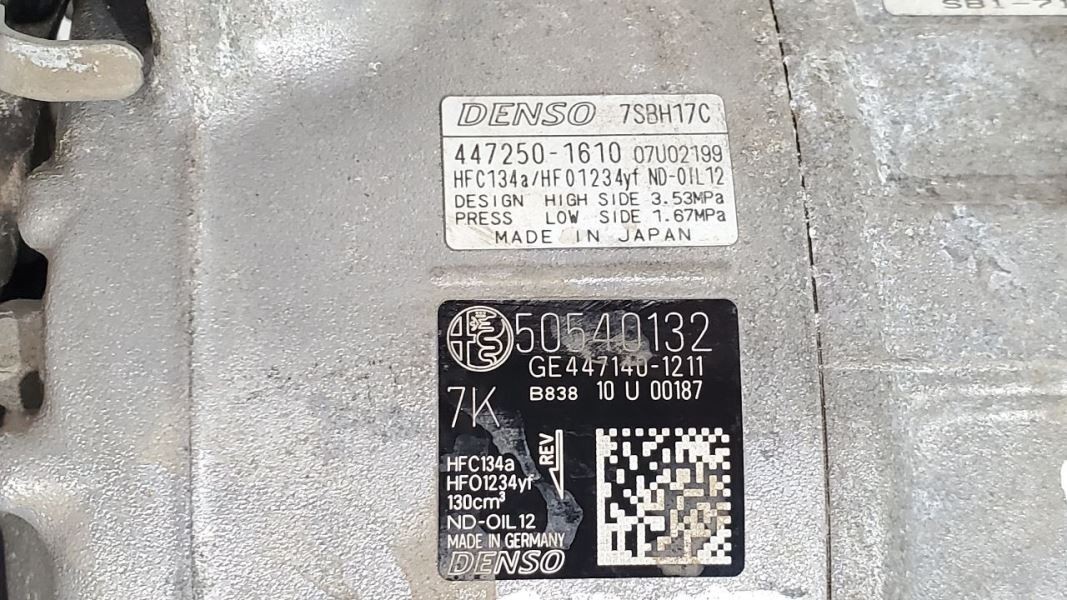 SB1-71
DENSO 7SBH17C
447250-1610 07U02199
HFC134a/HFO1234yf ND-OIL12
DESIGN HIGH SIDE 3.53MPa
PRESS LOW SIDE 1.67MPa
MADE IN JAPAN
50540132
GE447140-1211
B838 10 U 00187
7K
REV
HFC134a
HFO1234yf
130cm³
ND-OIL12
MADE IN GERMANY
DENSO